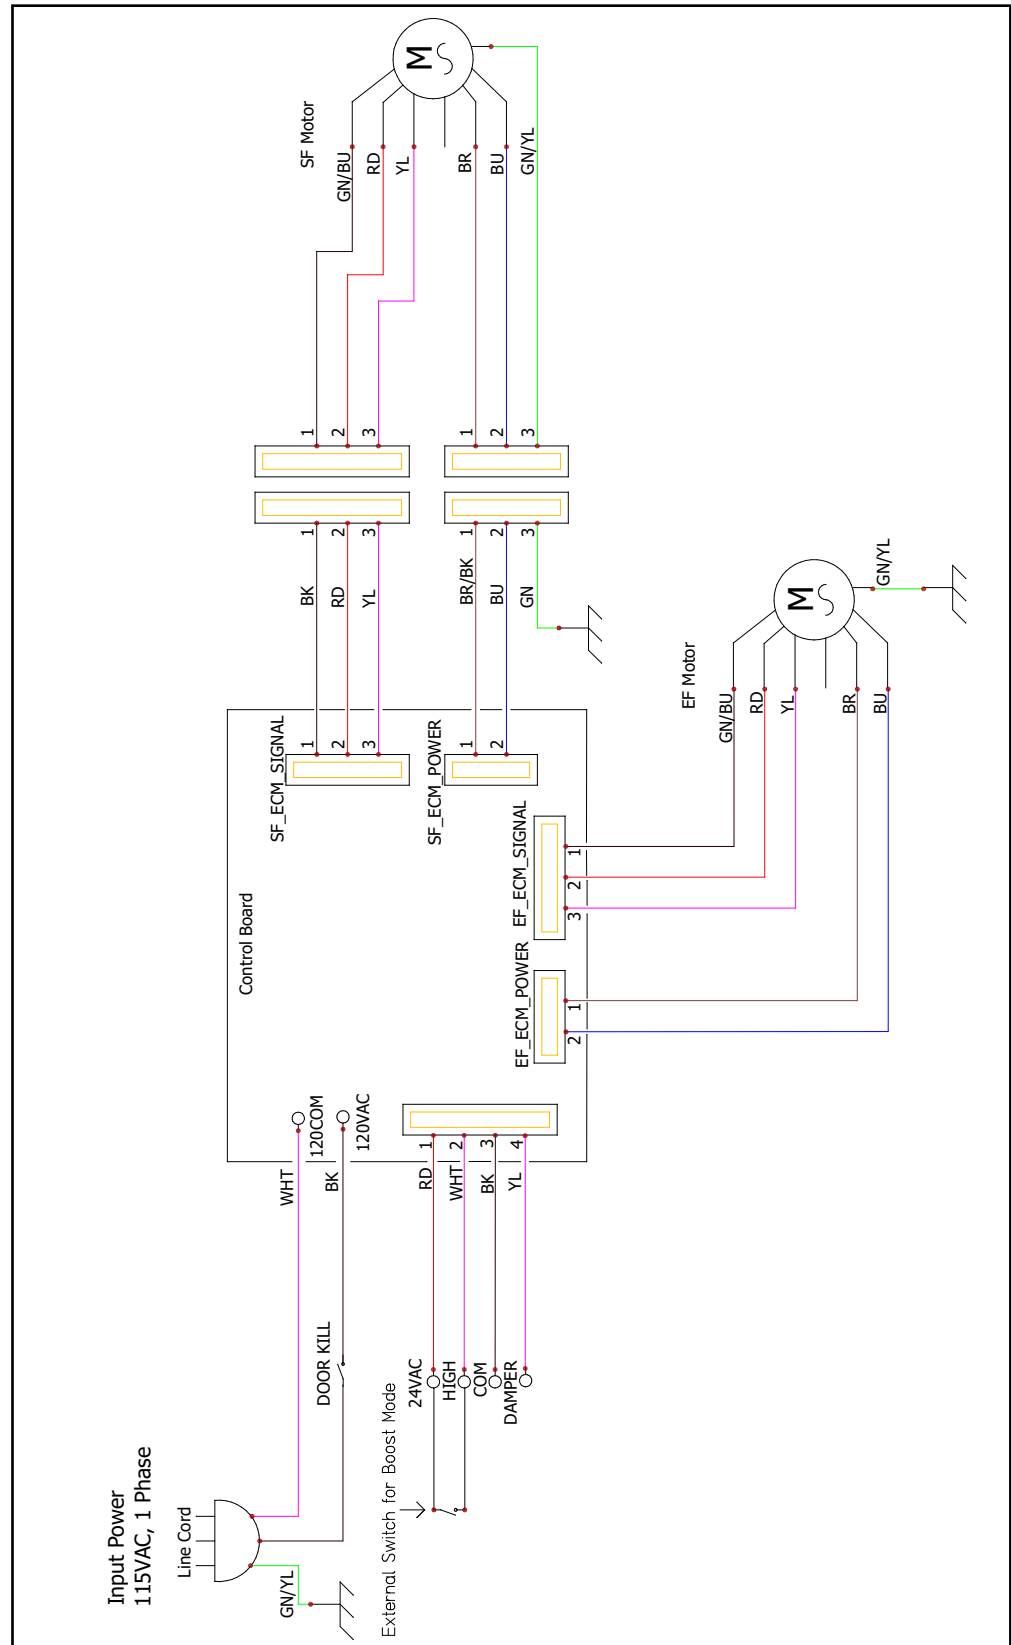 Input Power
115VAC, 1 Phase
Line Cord
GN/YL
WHT
BK
DOOR KILL
120COM
120VAC
Control Board
External Switch for Boost Mode
24VAC
HIGH
COM
DAMPER
RD
WHT
BK
YL
1
2
3
4
SF_ECM_SIGNAL
1
2
3
SF_ECM_POWER
1
2
EF_ECM_SIGNAL
1
2
3
EF_ECM_POWER
1
2
BK
RD
YL
BR/BK
BU
GN
1
2
3
1
2
3
1
2
3
1
2
3
SF Motor
M
GN/BU
RD
YL
BR
BU
GN/YL
EF Motor
M
GN/BU
RD
YL
BR
BU
GN/YL